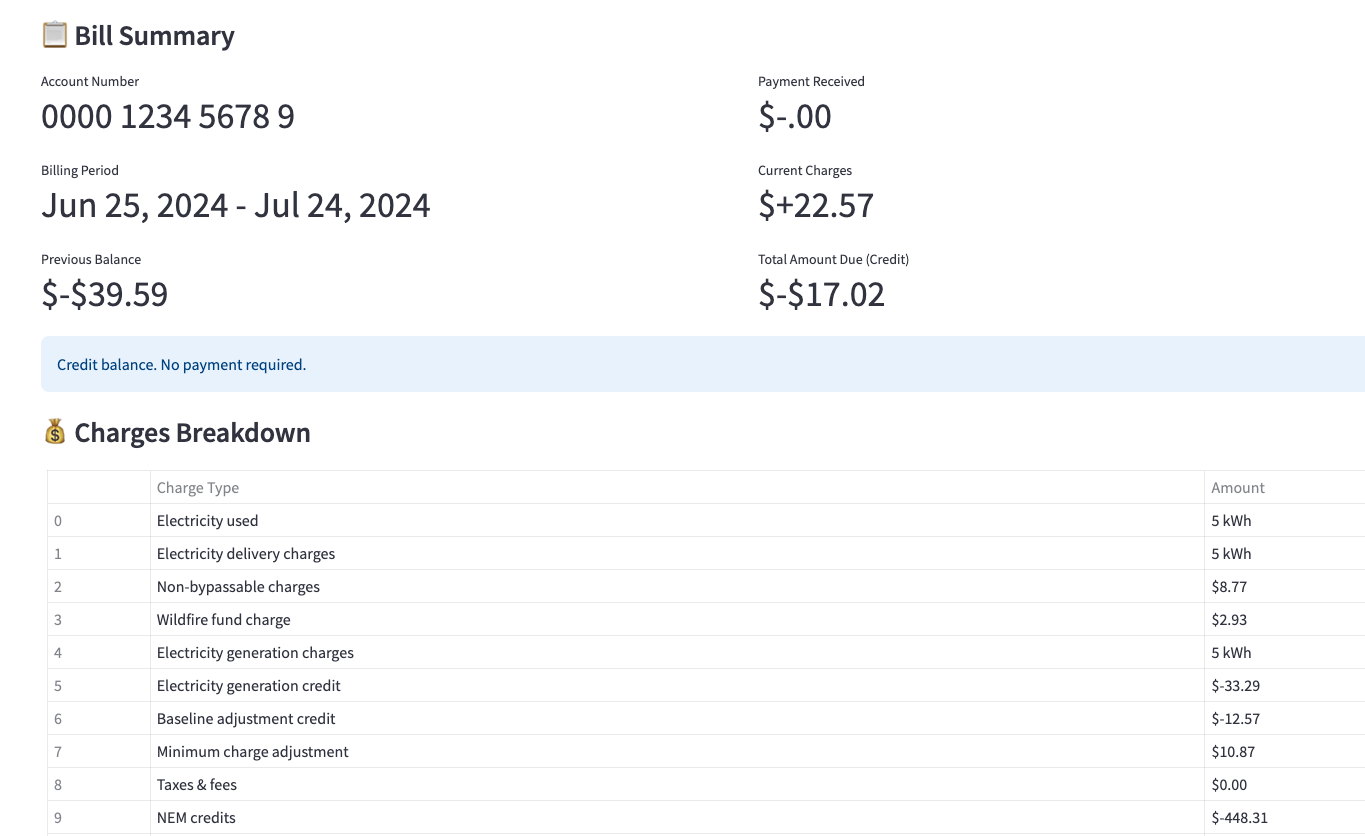 📋 Bill Summary
Account Number
0000 1234 5678 9
Billing Period
Jun 25, 2024 - Jul 24, 2024
Previous Balance
$-$39.59
Payment Received
$-.00
Current Charges
$+22.57
Total Amount Due (Credit)
$-$17.02
Credit balance. No payment required.
💰 Charges Breakdown
Charge Type Amount
0 Electricity used 5 kWh
1 Electricity delivery charges 5 kWh
2 Non-bypassable charges $8.77
3 Wildfire fund charge $2.93
4 Electricity generation charges 5 kWh
5 Electricity generation credit $-33.29
6 Baseline adjustment credit $-12.57
7 Minimum charge adjustment $10.87
8 Taxes & fees $0.00
9 NEM credits $-448.31